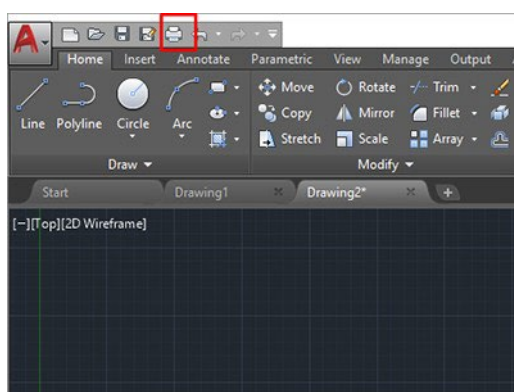 A
Home Insert Annotate Parametric View Manage Output
Line Polyline Circle Arc
Move Rotate Trim
Copy Mirror Fillet
Stretch Scale Array
Draw Modify
Start Drawing1 Drawing2*
[−][Top][2D Wireframe]